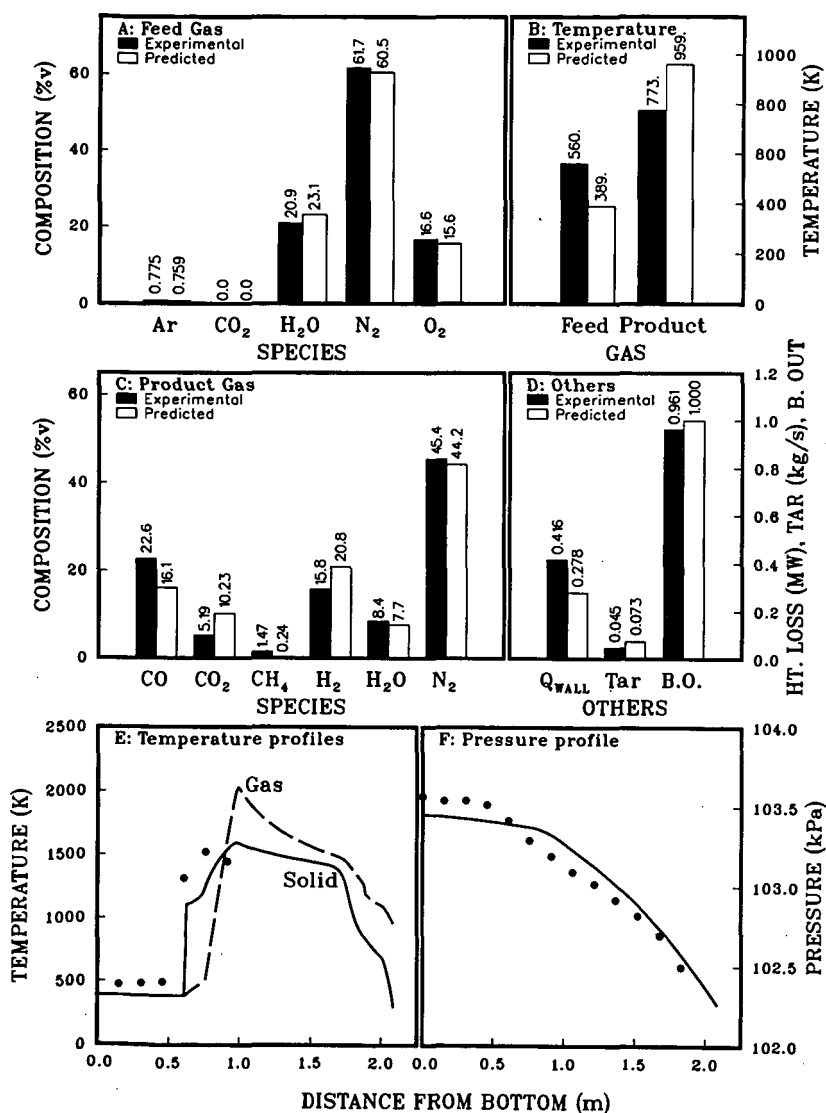 A: Feed Gas
Experimental
Predicted
COMPOSITION (%v)
60
40
20
0
0.775
0.759
0.0
0.0
20.9
23.1
61.7
60.5
16.6
15.6
Ar
CO₂
H₂O
N₂
O₂
SPECIES
B: Temperature
Experimental
Predicted
560.
389.
773.
959.
1000
800
600
400
200
0
TEMPERATURE (K)
Feed Product
GAS
C: Product Gas
Experimental
Predicted
COMPOSITION (%v)
60
40
20
0
22.6
16.1
5.19
10.23
1.47
0.24
15.8
20.8
8.4
7.7
45.4
44.2
CO
CO₂
CH₄
H₂
H₂O
N₂
SPECIES
D: Others
Experimental
Predicted
0.416
0.278
0.045
0.073
0.961
1.000
1.2
1.0
0.8
0.6
0.4
0.2
0.0
HT. LOSS (MW), TAR (kg/s), B. OUT
Q_WALL
Tar
B.O.
OTHERS
E: Temperature profiles
Gas
Solid
TEMPERATURE (K)
2500
2000
1500
1000
500
0
0.0
0.5
1.0
1.5
2.0
F: Pressure profile
104.0
103.5
103.0
102.5
102.0
PRESSURE (kPa)
0.0
0.5
1.0
1.5
2.0
DISTANCE FROM BOTTOM (m)